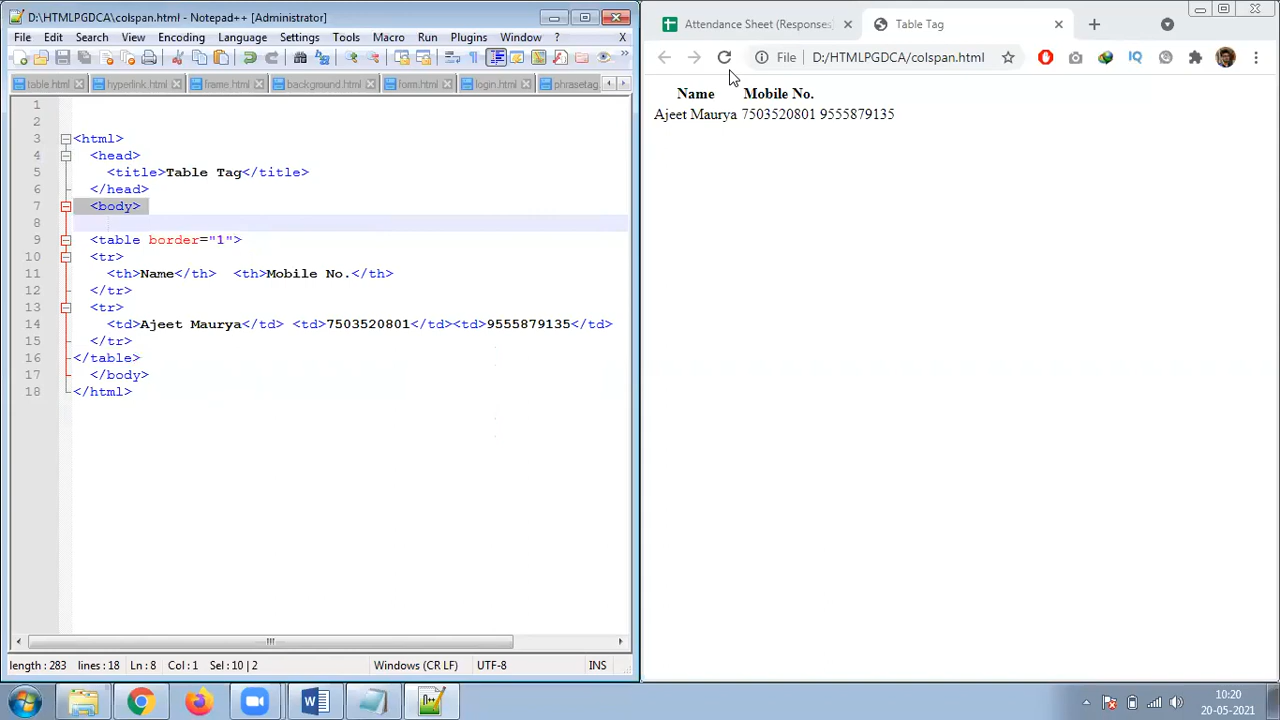 D:\HTMLPGDCA\colspan.html - Notepad++ [Administrator]
File Edit Search View Encoding Language Settings Tools Macro Run Plugins Window ? X
table.html hyperlink.html frame.html background.html form.html login.html phrasetag
1
2
3 <html>
4 <head>
5 <title>Table Tag</title>
6 </head>
7 <body>
8
9 <table border="1">
10 <tr>
11 <th>Name</th> <th>Mobile No.</th>
12 </tr>
13 <tr>
14 <td>Ajeet Maurya</td> <td>7503520801</td><td>9555879135</td>
15 </tr>
16 </table>
17 </body>
18 </html>
length : 283 lines : 18 Ln : 8 Col : 1 Sel : 10 | 2 Windows (CR LF) UTF-8 INS
Attendance Sheet (Responses Table Tag
File D:/HTMLPGDCA/colspan.html
Name Mobile No.
Ajeet Maurya 7503520801 9555879135
10:20
20-05-2021